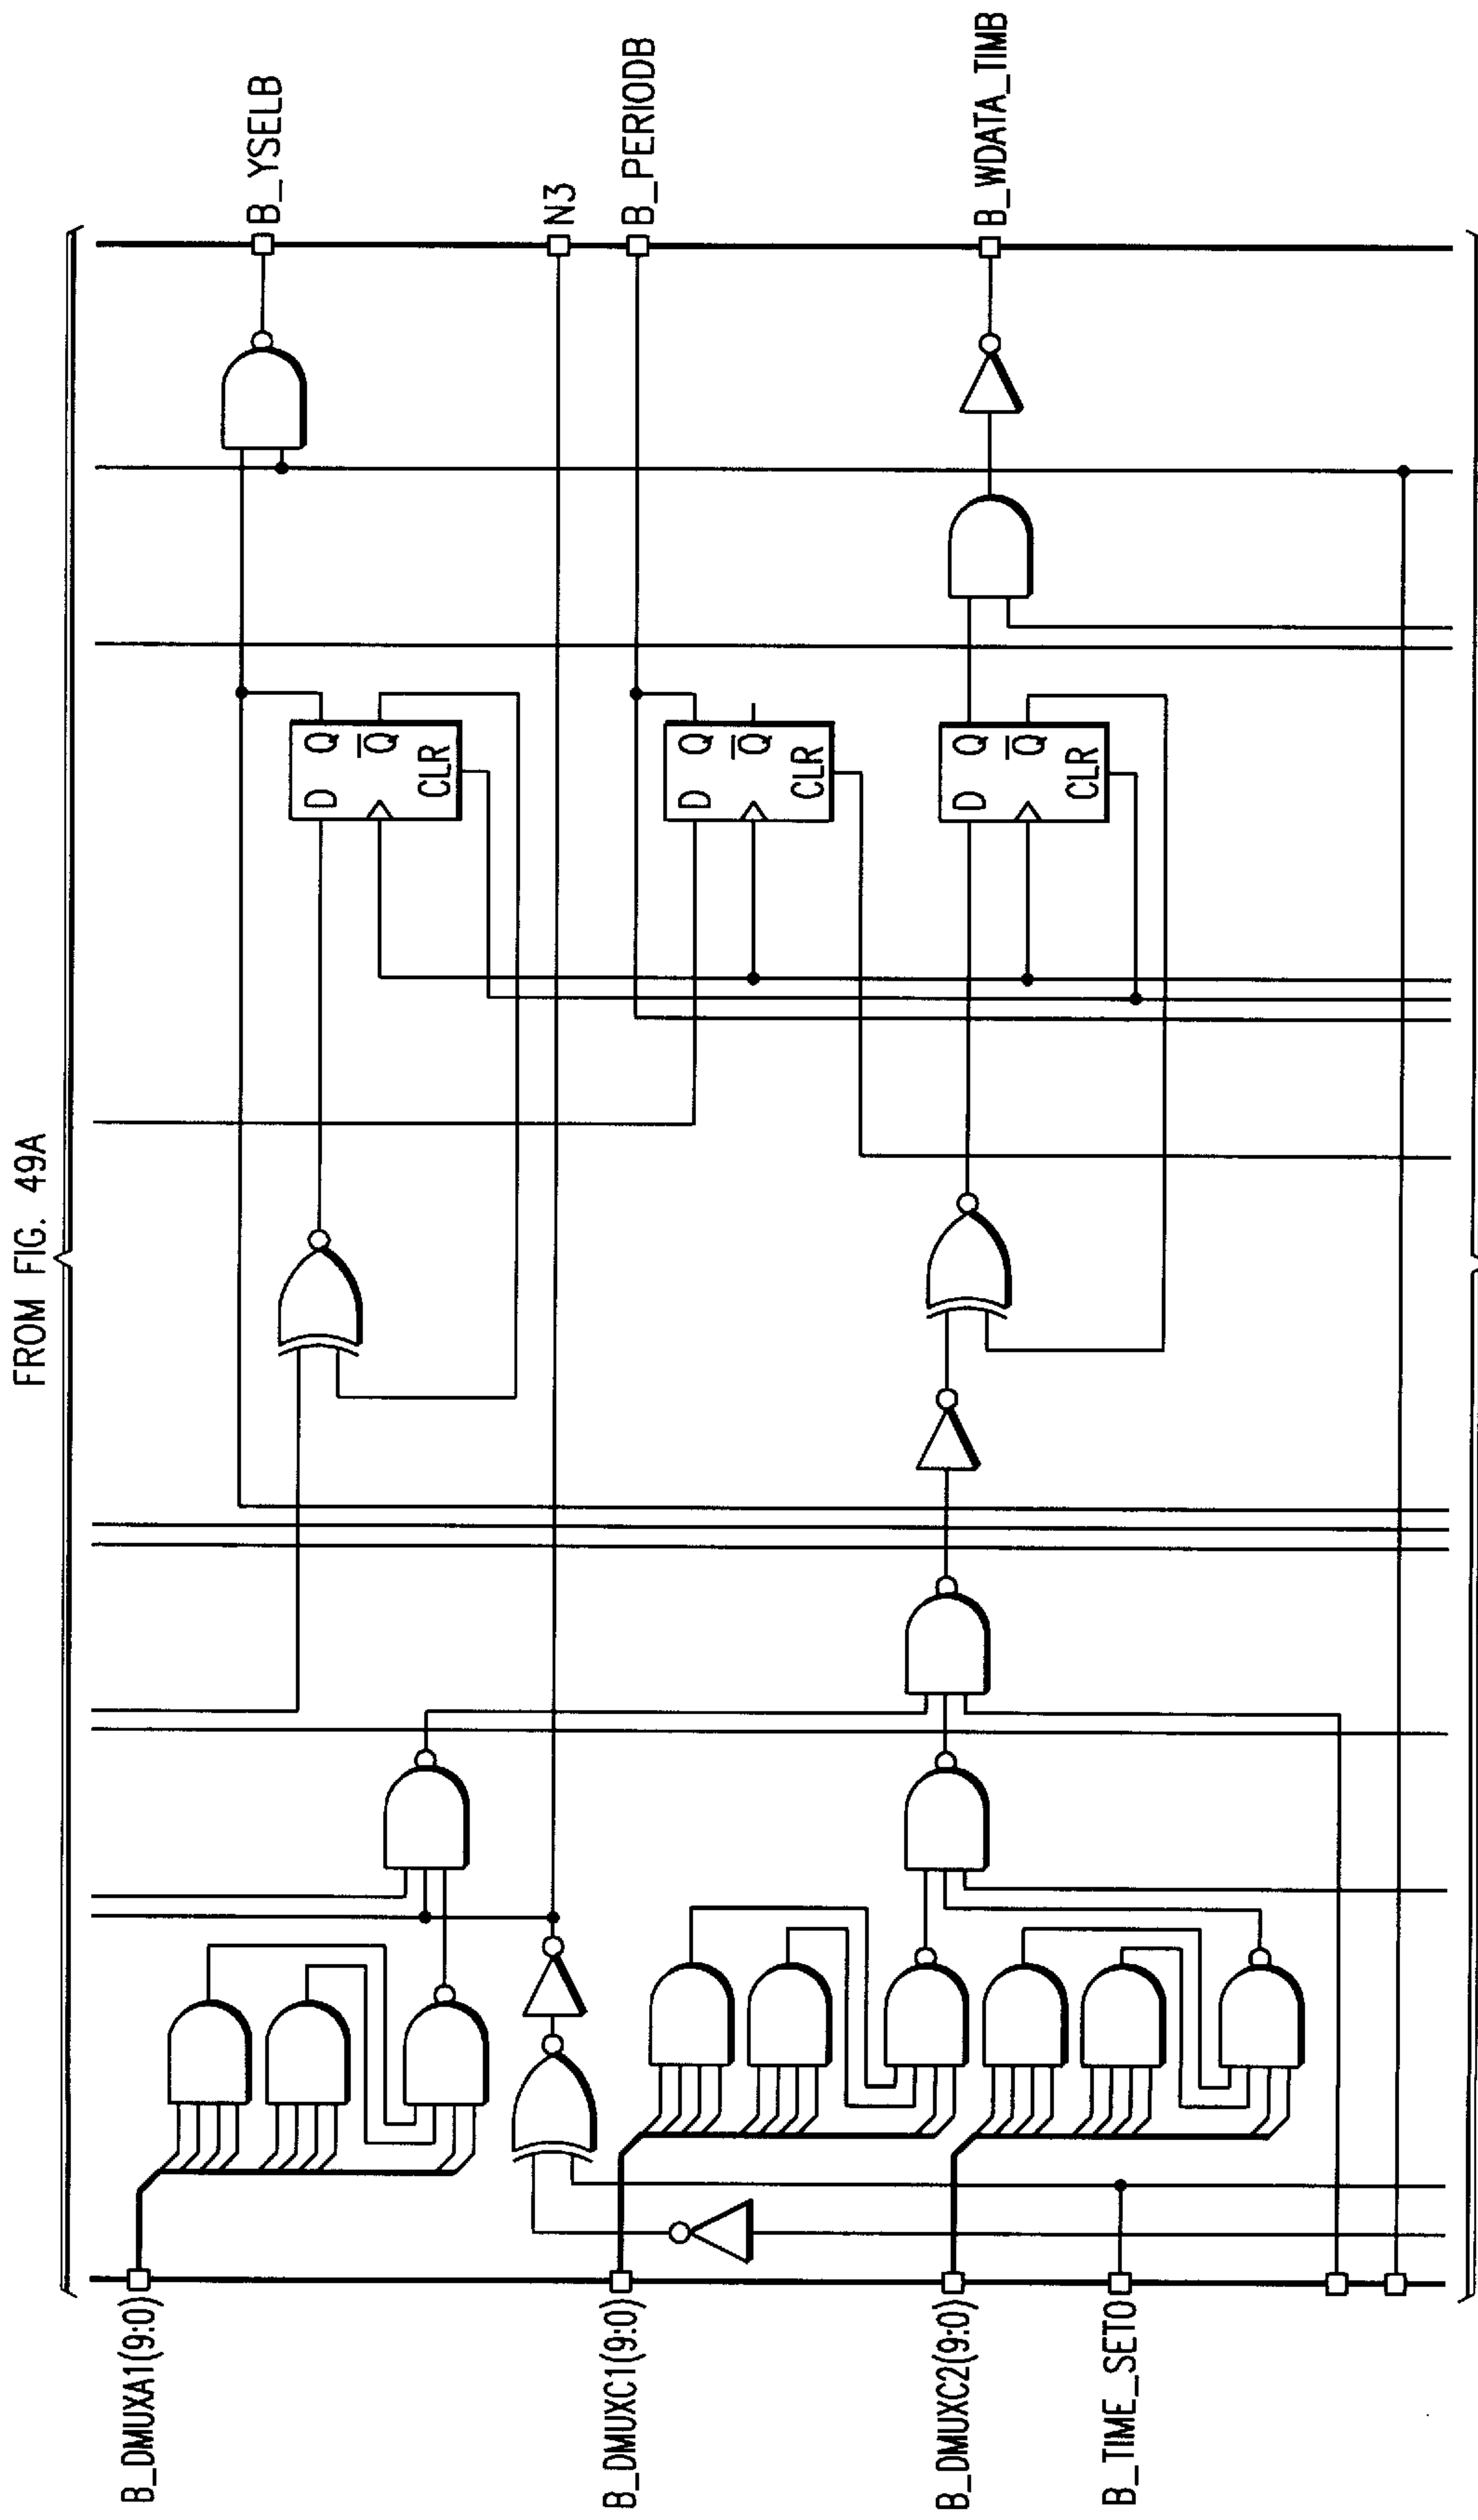 FROM FIG. 49A
B_DMUXA1(9:0)
B_DMUXC1(9:0)
B_DMUXC2(9:0)
B_TIME_SET0
D Q
Q
CLR
D Q
Q
CLR
D Q
Q
CLR
B_YSELB
N3
B_PERIODB
B_WDATA_TIMB